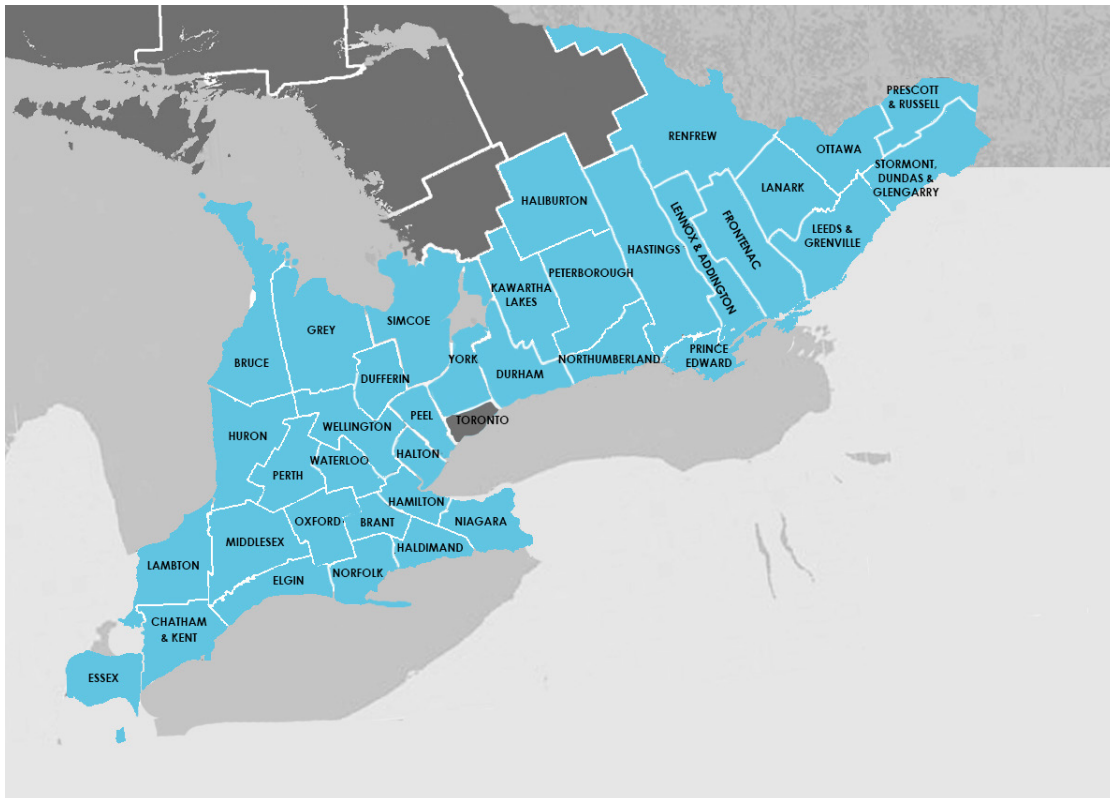 PRESCOTT
& RUSSELL
RENFREW
OTTAWA
STORMONT,
DUNDAS &
GLENGARRY
LANARK
HALIBURTON
LENNOX & ADDINGTON
FRONTENAC
LEEDS &
GRENVILLE
HASTINGS
PETERBOROUGH
KAWARTHA
LAKES
SIMCOE
GREY
BRUCE
YORK
PRINCE
EDWARD
NORTHUMBERLAND
DURHAM
DUFFERIN
PEEL
TORONTO
WELLINGTON
HURON
HALTON
WATERLOO
PERTH
HAMILTON
OXFORD
BRANT
NIAGARA
MIDDLESEX
HALDIMAND
LAMBTON
NORFOLK
ELGIN
CHATHAM
& KENT
ESSEX